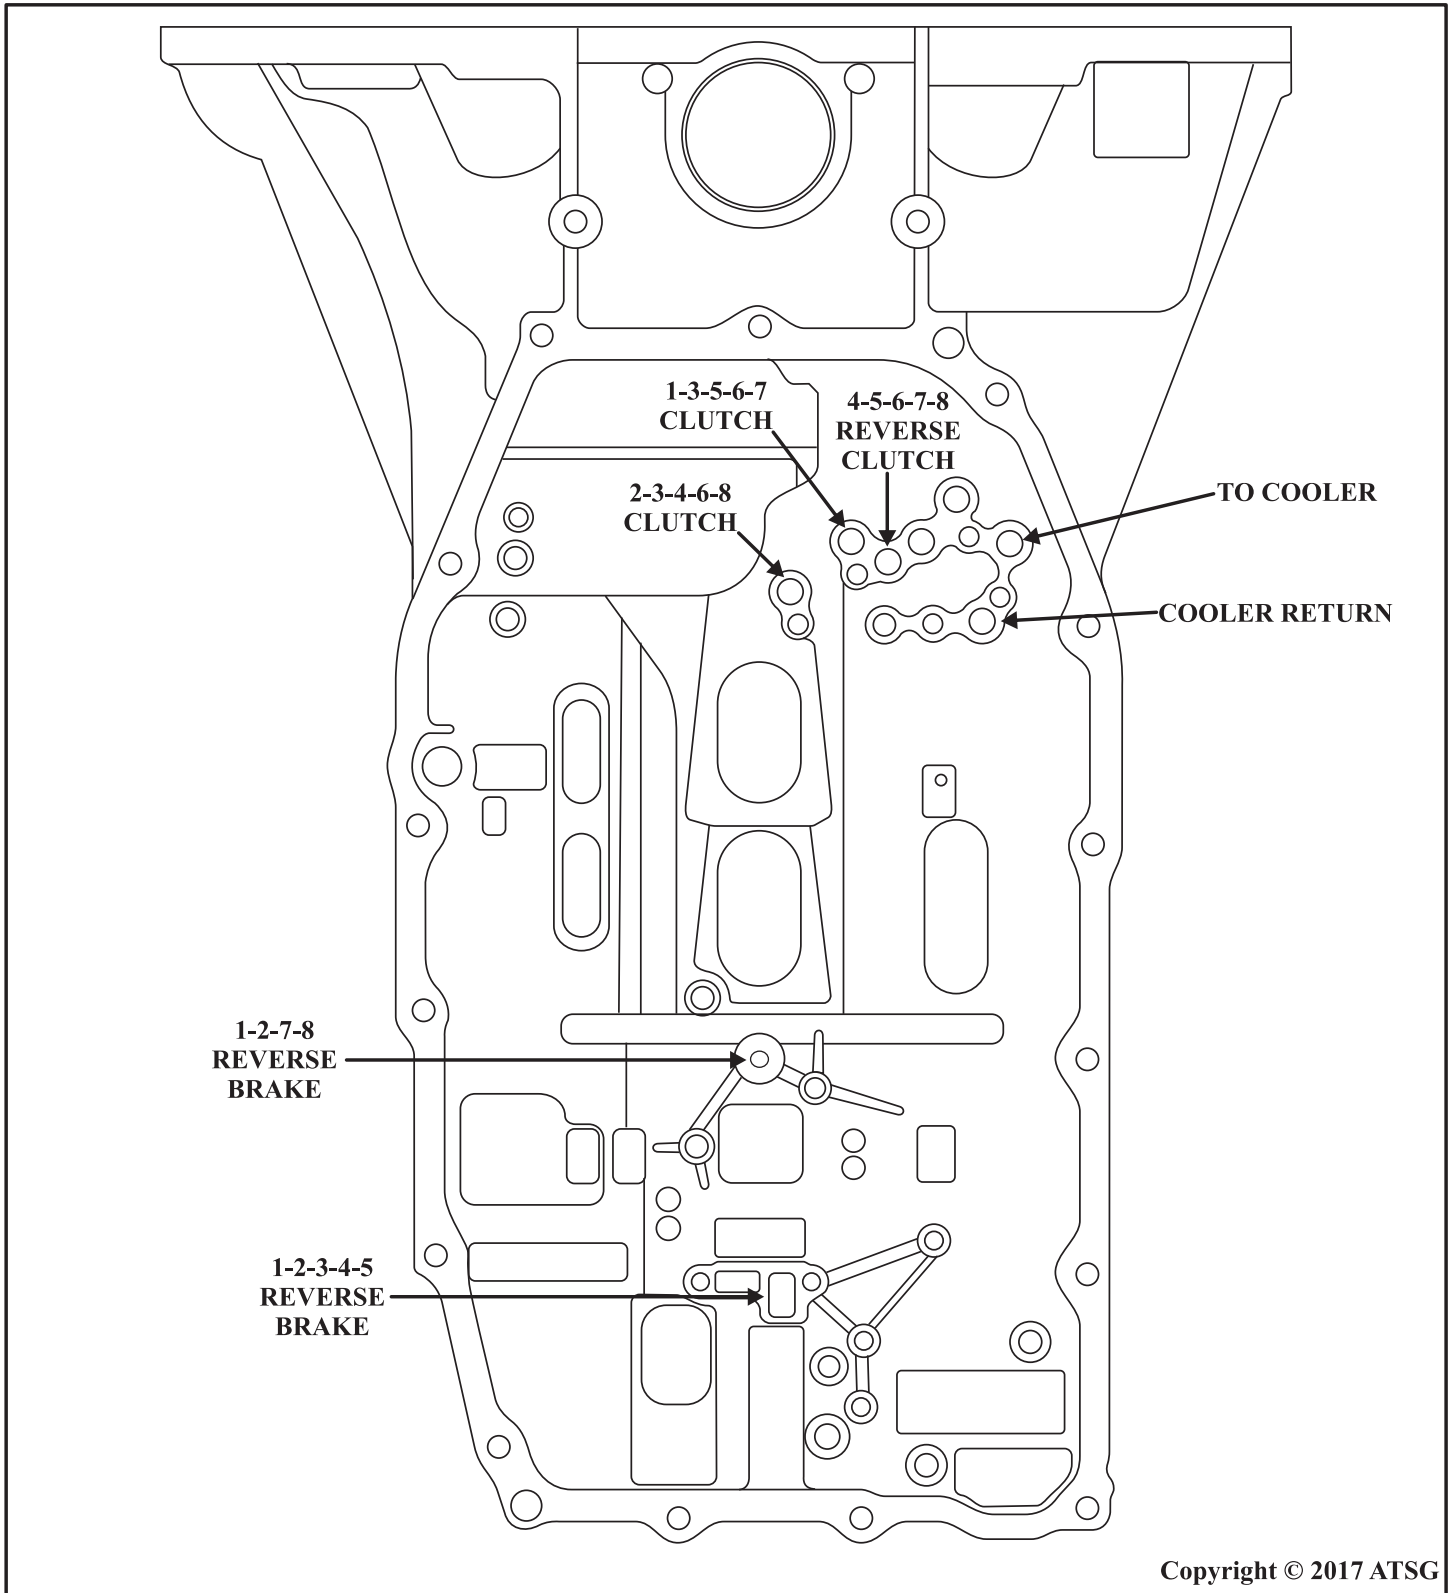 1-3-5-6-7
CLUTCH
4-5-6-7-8
REVERSE
CLUTCH
2-3-4-6-8
CLUTCH
TO COOLER
COOLER RETURN
1-2-7-8
REVERSE
BRAKE
1-2-3-4-5
REVERSE
BRAKE
Copyright © 2017 ATSG